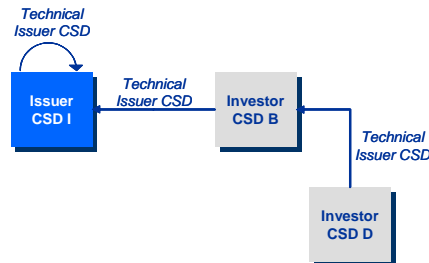 Technical
Issuer CSD
Issuer
CSD I
Technical
Issuer CSD
Investor
CSD B
Technical
Issuer CSD
Investor
CSD D